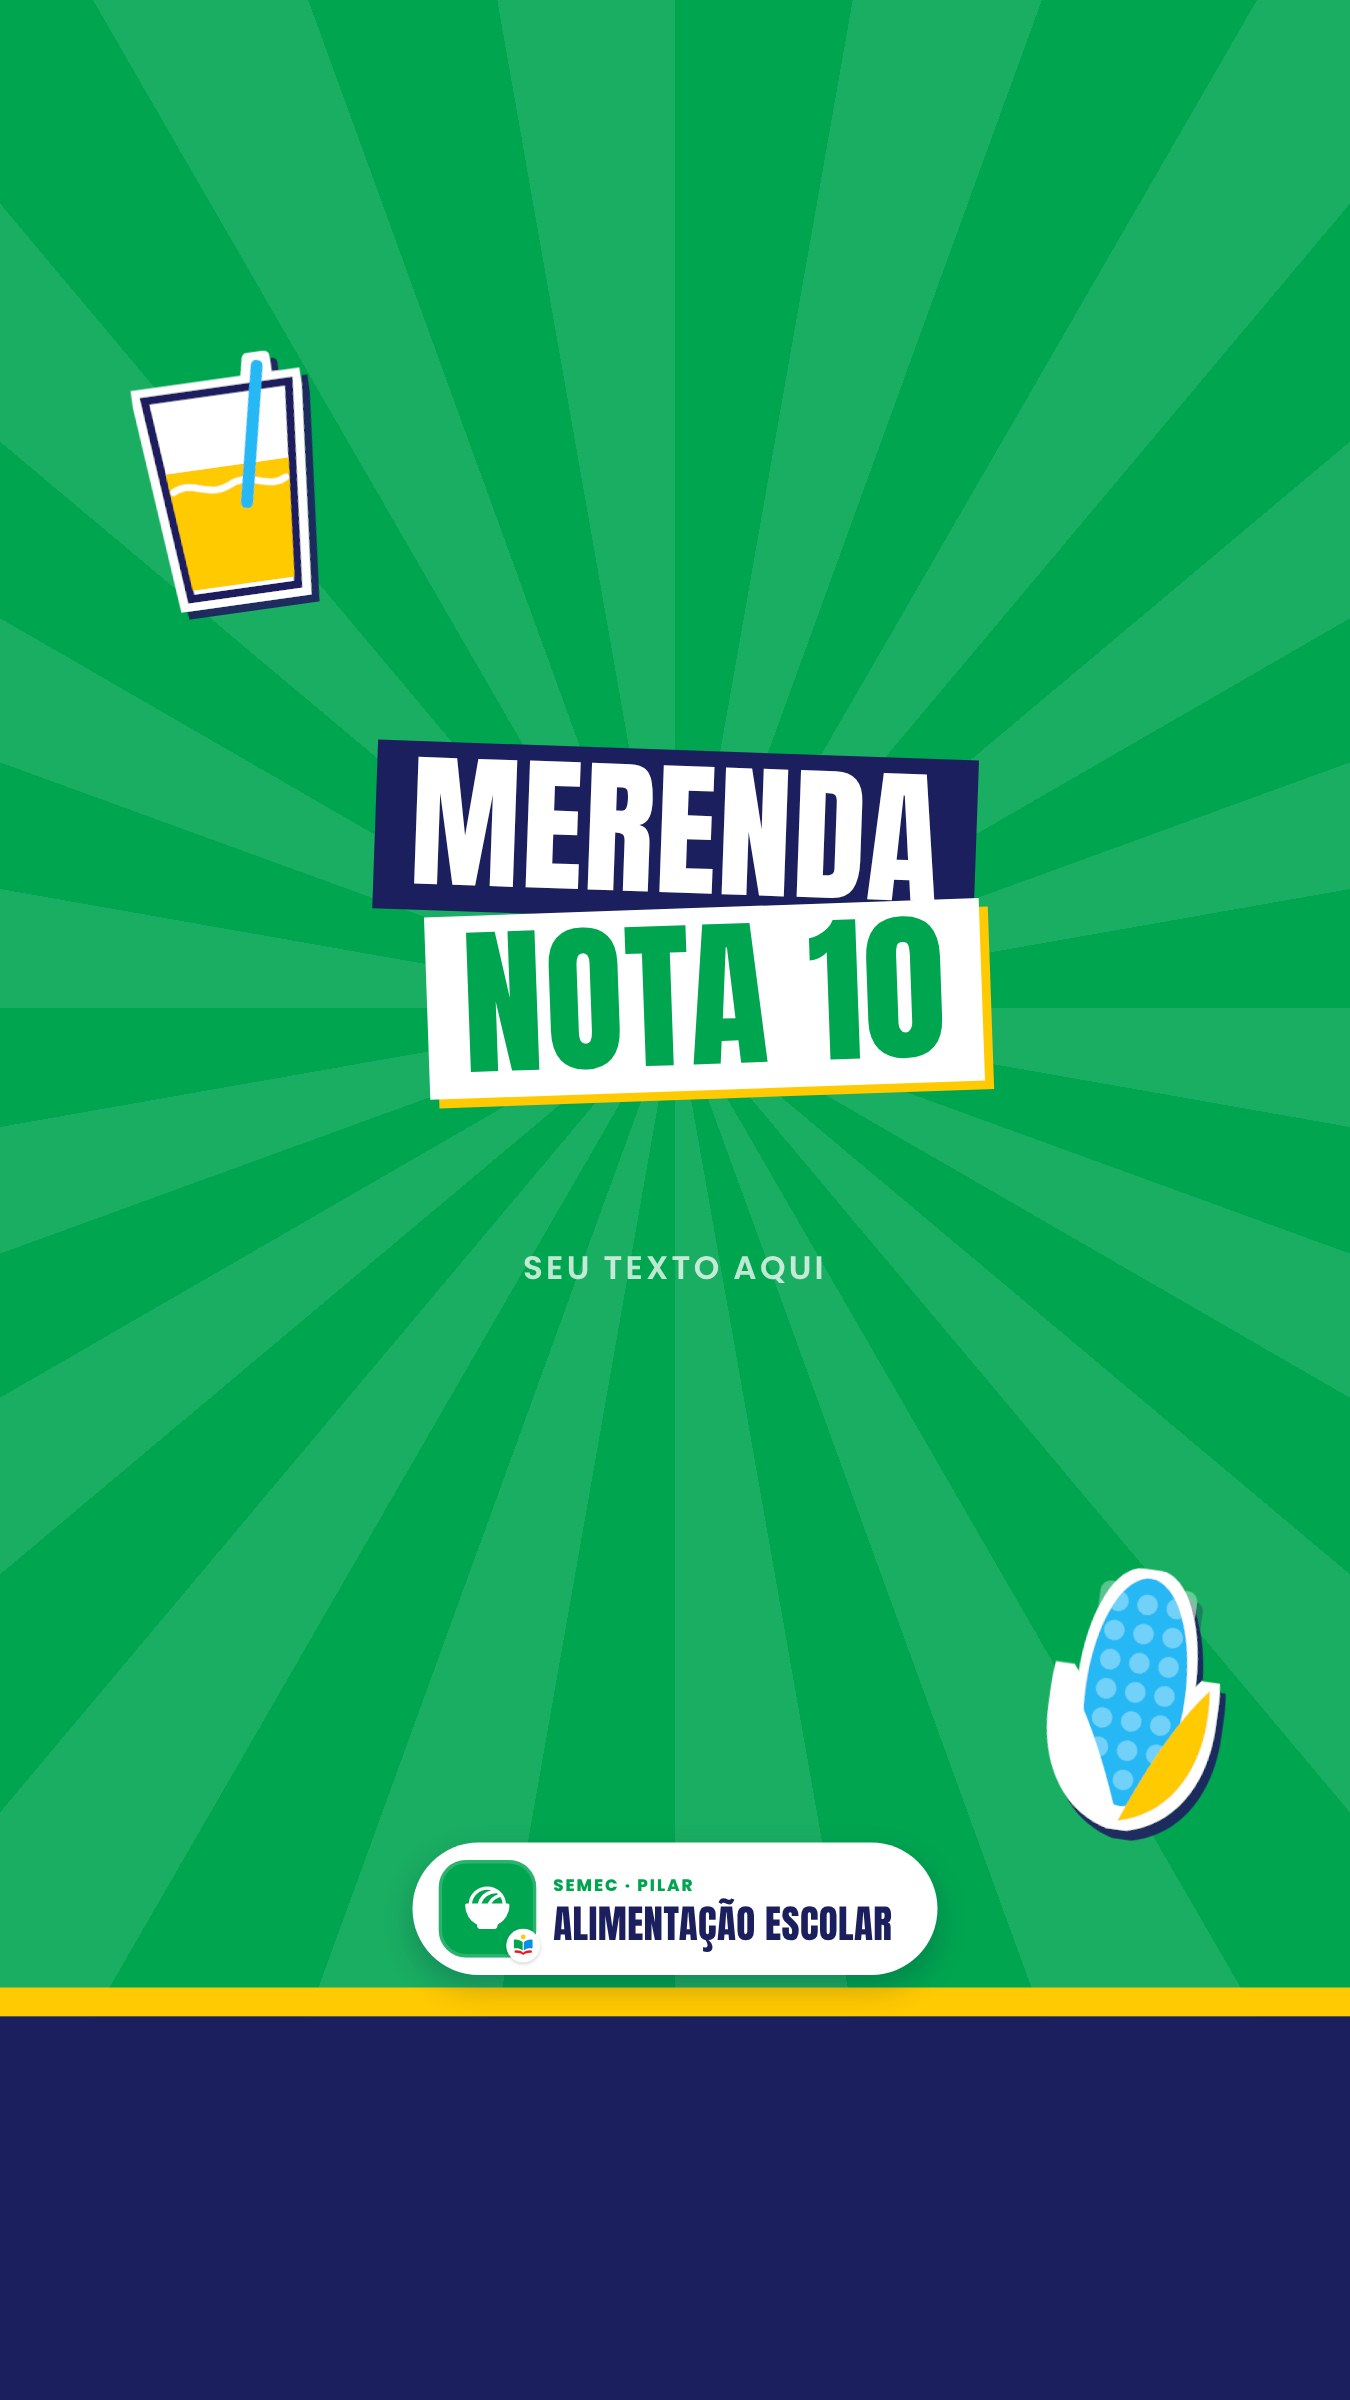 MERENDA
NOTA 10
SEU TEXTO AQUI
SEMEC · PILAR
ALIMENTAÇÃO ESCOLAR